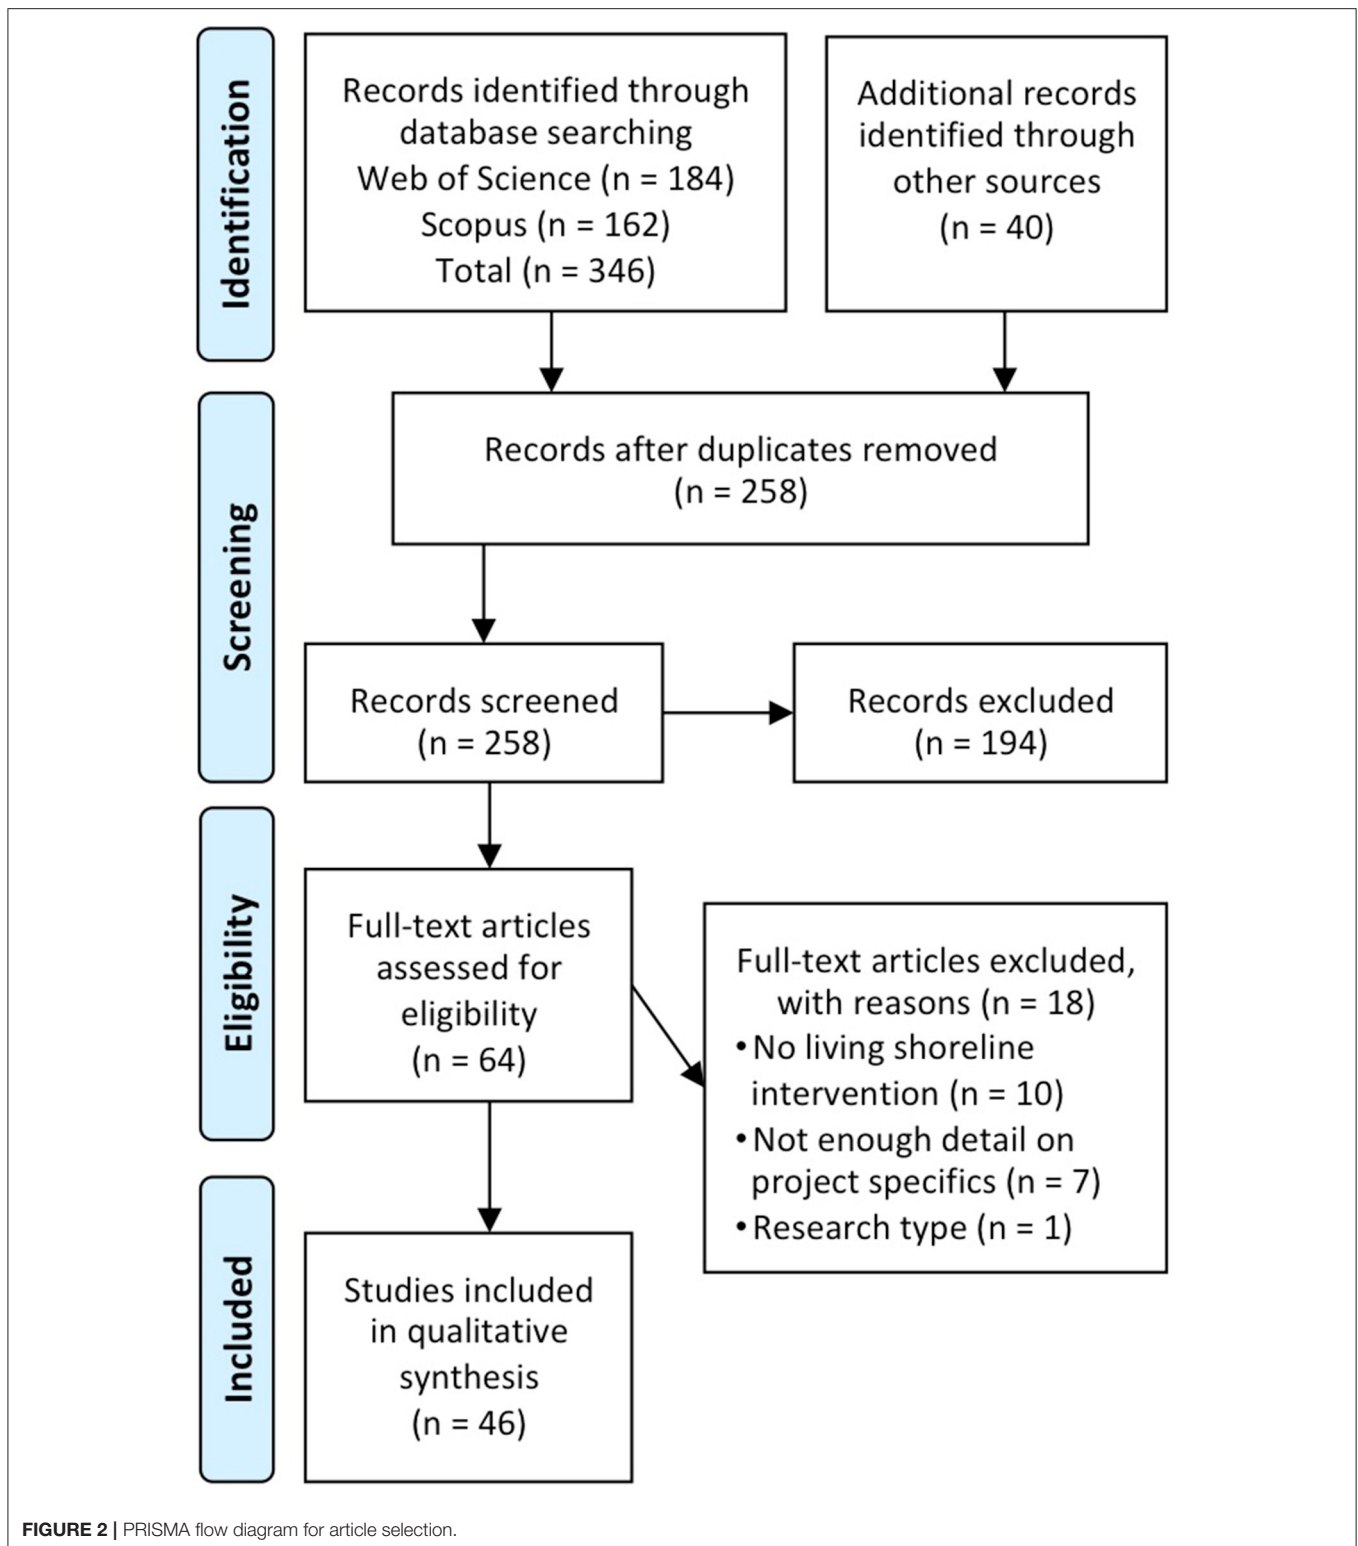 Identification
Records identified through
database searching
Web of Science (n = 184)
Scopus (n = 162)
Total (n = 346)
Additional records
identified through
other sources
(n = 40)
Screening
Records after duplicates removed
(n = 258)
Records screened
(n = 258)
Records excluded
(n = 194)
Eligibility
Full-text articles
assessed for
eligibility
(n = 64)
Full-text articles excluded,
with reasons (n = 18)
•No living shoreline
intervention (n = 10)
•Not enough detail on
project specifics (n = 7)
•Research type (n = 1)
Included
Studies included
in qualitative
synthesis
(n = 46)
FIGURE 2 | PRISMA flow diagram for article selection.